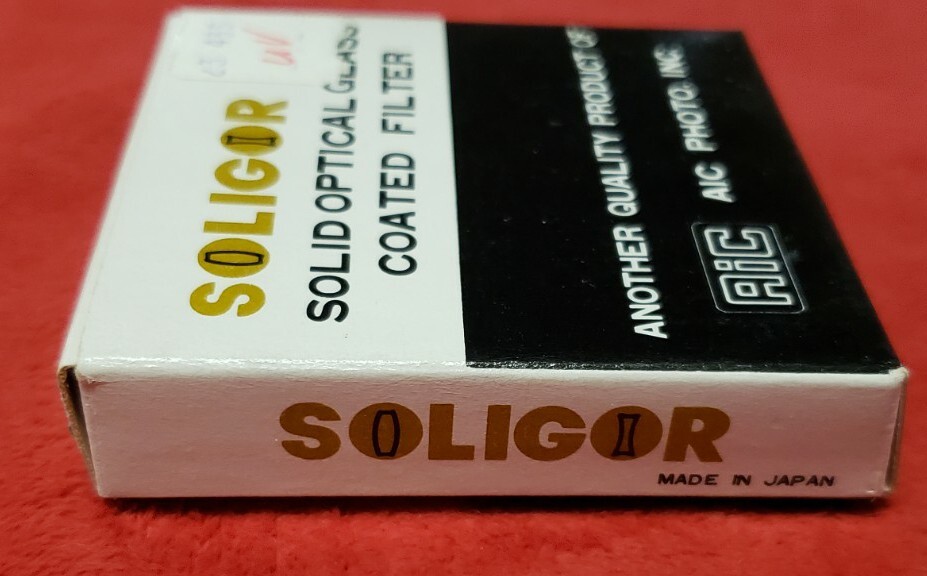 UV
SOLIGOR
SOLID OPTICAL GLASS
COATED FILTER
ANOTHER QUALITY PRODUCT OF
AIC PHOTO, INC.
AiC
SOLIGOR
MADE IN JAPAN